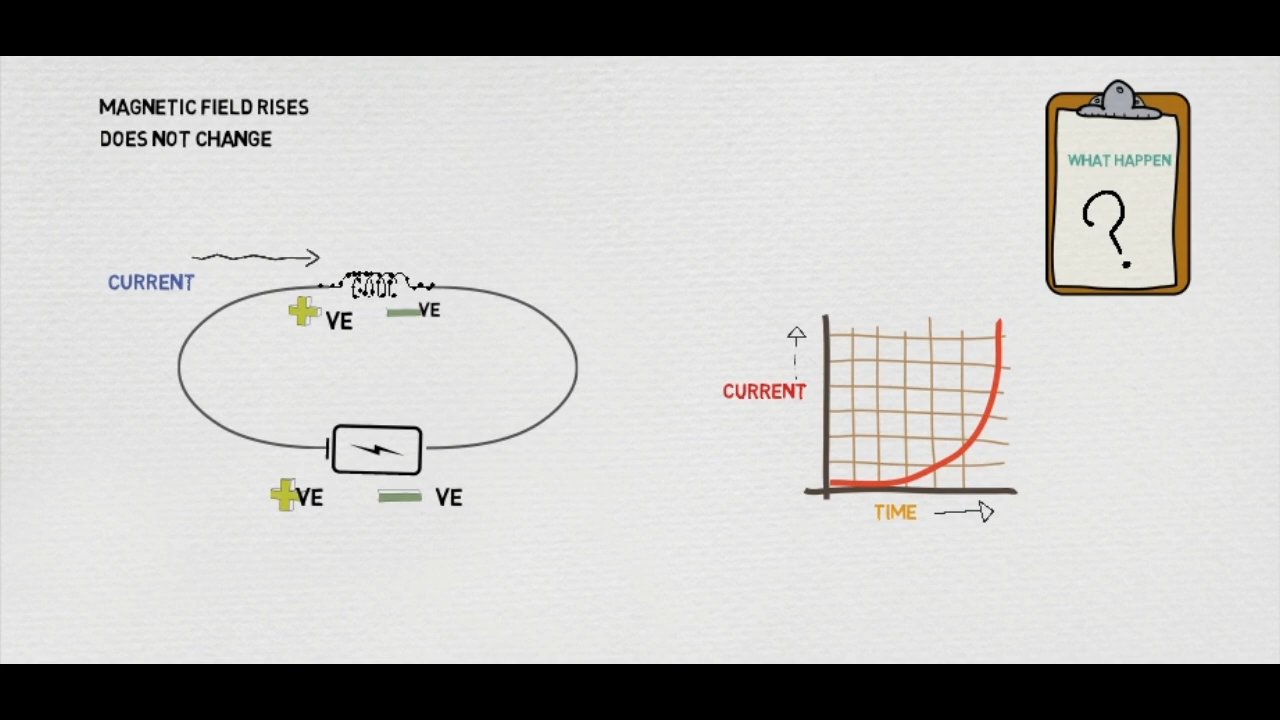 MAGNETIC FIELD RISES
DOES NOT CHANGE
WHAT HAPPEN
?
CURRENT
VE
VE
CURRENT
VE
VE
TIME